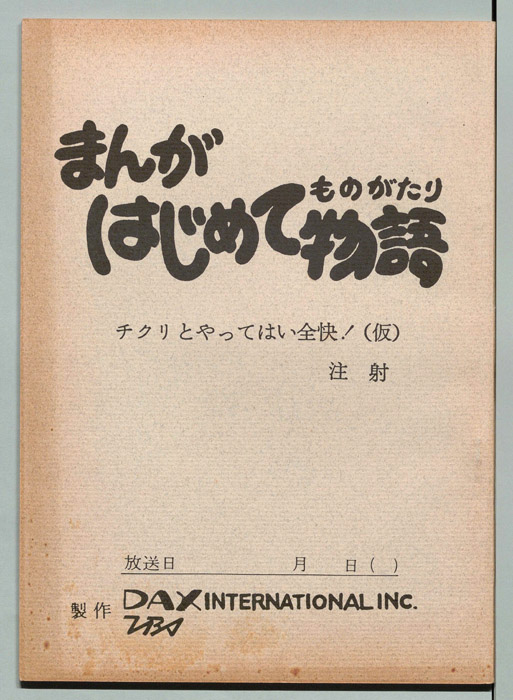 まんが
はじめて物語
ものがたり
チクリとやってはい全快!(仮)
注射
放送日 月 日( )
製作 DAX INTERNATIONAL INC.
TBS